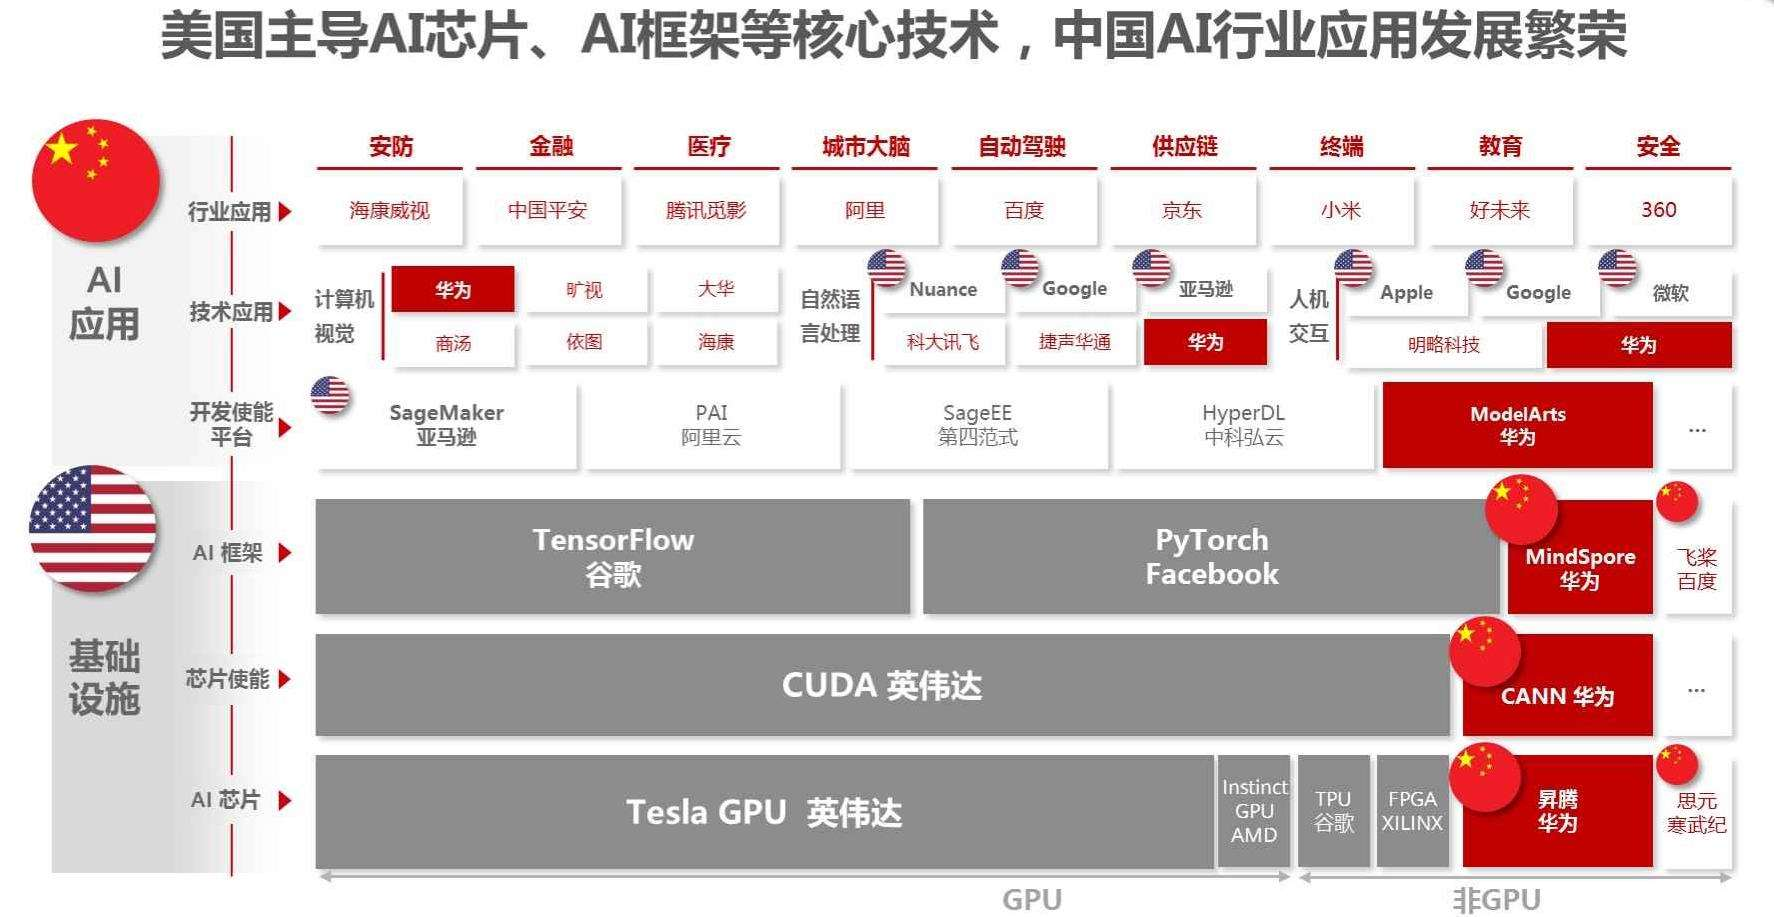 美国主导AI芯片、AI框架等核心技术，中国AI行业应用发展繁荣
安防
金融
医疗
城市大脑
自动驾驶
供应链
终端
教育
安全
行业应用
海康威视
中国平安
腾讯觅影
阿里
百度
京东
小米
好未来
360
AI
应用
技术应用
计算机
视觉
华为
旷视
大华
商汤
依图
海康
自然语
言处理
Nuance
Google
亚马逊
科大讯飞
捷声华通
华为
人机
交互
Apple
Google
微软
明略科技
华为
开发使能
平台
SageMaker
亚马逊
PAI
阿里云
SageEE
第四范式
HyperDL
中科弘云
ModelArts
华为
...
基础
设施
AI 框架
TensorFlow
谷歌
PyTorch
Facebook
MindSpore
华为
飞桨
百度
芯片使能
CUDA 英伟达
CANN 华为
...
AI 芯片
Tesla GPU 英伟达
Instinct
GPU
AMD
TPU
谷歌
FPGA
XILINX
昇腾
华为
思元
寒武纪
GPU
非GPU